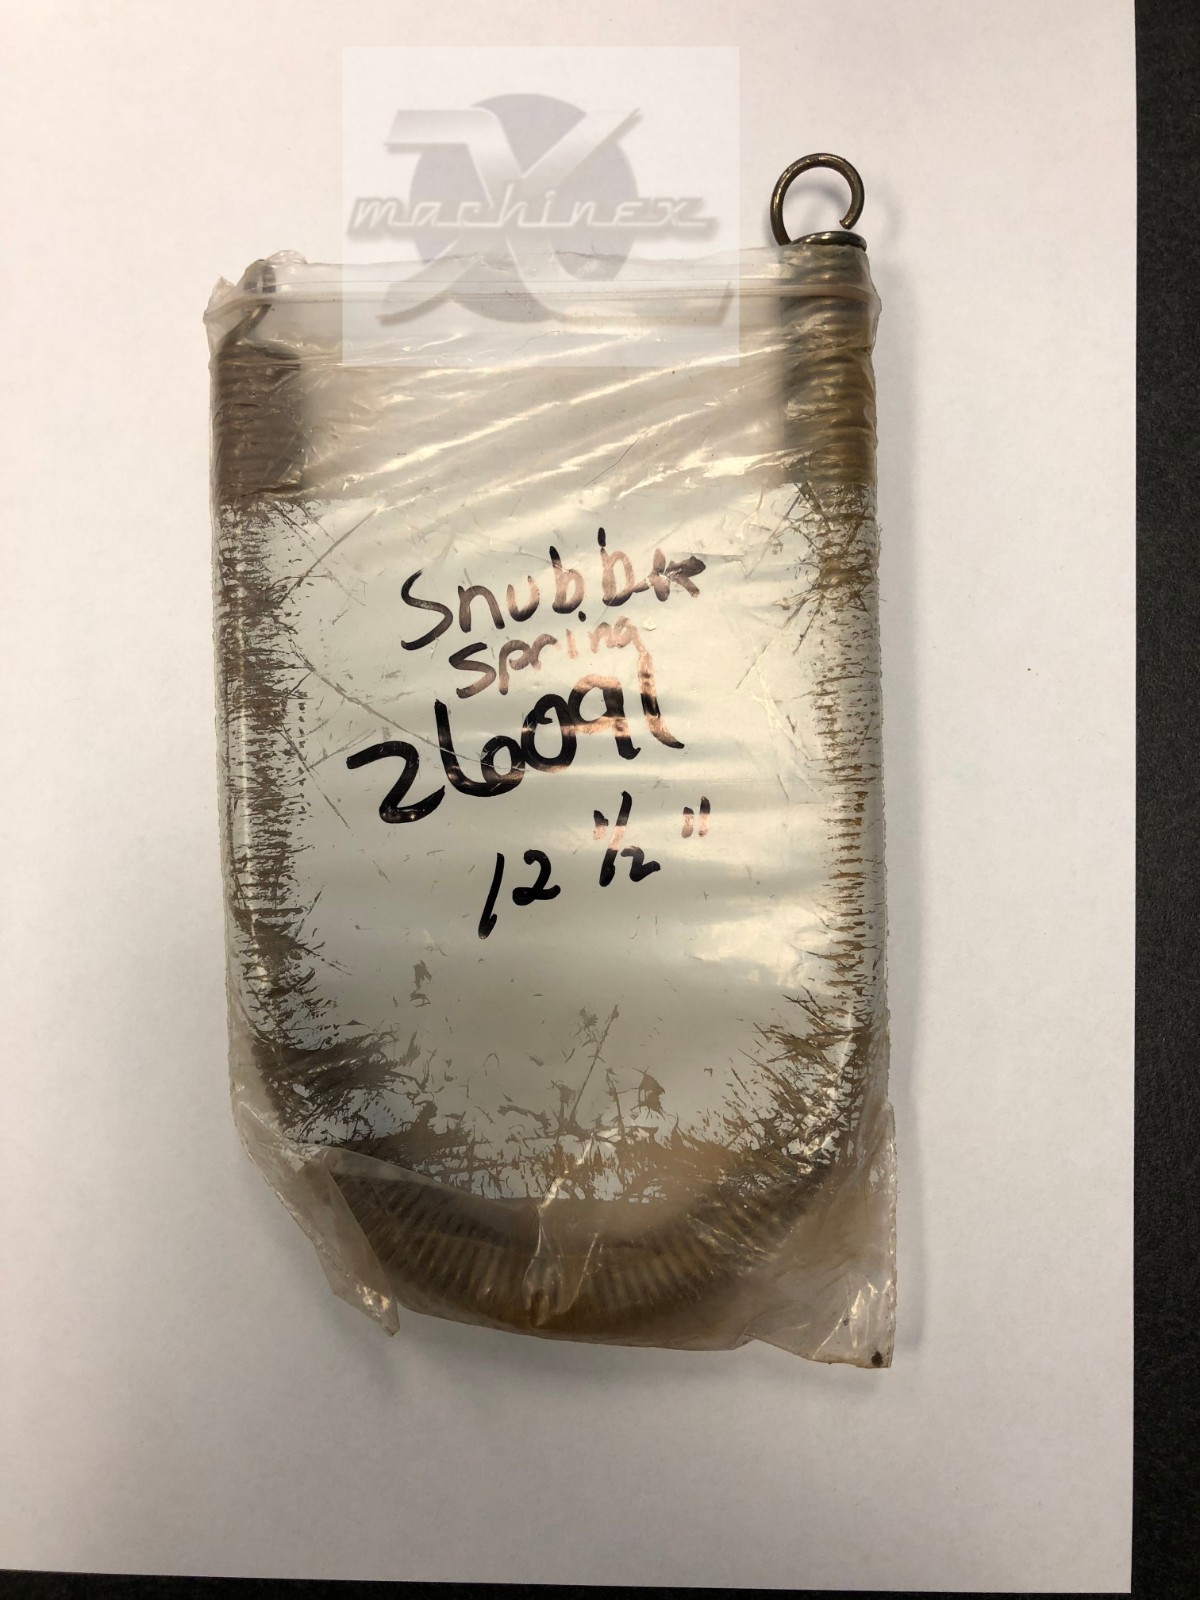 machinex
Snubber
Spring
26091
12 1/2"